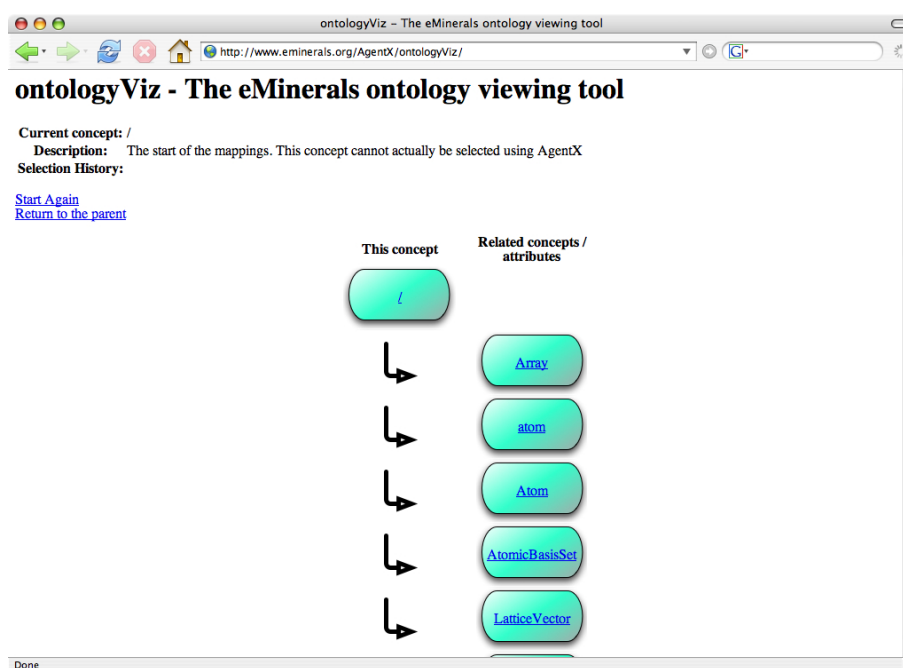 ontologyViz - The eMinerals ontology viewing tool
http://www.eminerals.org/AgentX/ontologyViz/
G
ontologyViz - The eMinerals ontology viewing tool
Current concept: /
Description: The start of the mappings. This concept cannot actually be selected using AgentX
Selection History:
Start Again
Return to the parent
This concept
Related concepts /
attributes
/
Array
atom
Atom
AtomicBasisSet
LatticeVector
Done